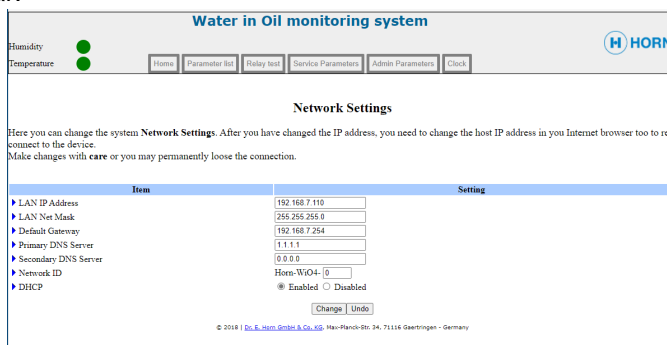 Water in Oil monitoring system
Humidity
H HORN
Temperature
Home Parameter list Relay test Service Parameters Admin Parameters Clock
Network Settings
Here you can change the system Network Settings. After you have changed the IP address, you need to change the host IP address in you Internet browser too to re
connect to the device.
Make changes with care or you may permanently loose the connection.
Item Setting
LAN IP Address 192.168.7.110
LAN Net Mask 255.255.255.0
Default Gateway 192.168.7.254
Primary DNS Server 1.1.1.1
Secondary DNS Server 0.0.0.0
Network ID Horn-WiO4- 0
DHCP Enabled Disabled
Change Undo
© 2018 | Dr. E. Horn GmbH & Co. KG, Max-Planck-Str. 34, 71116 Gaertringen - Germany